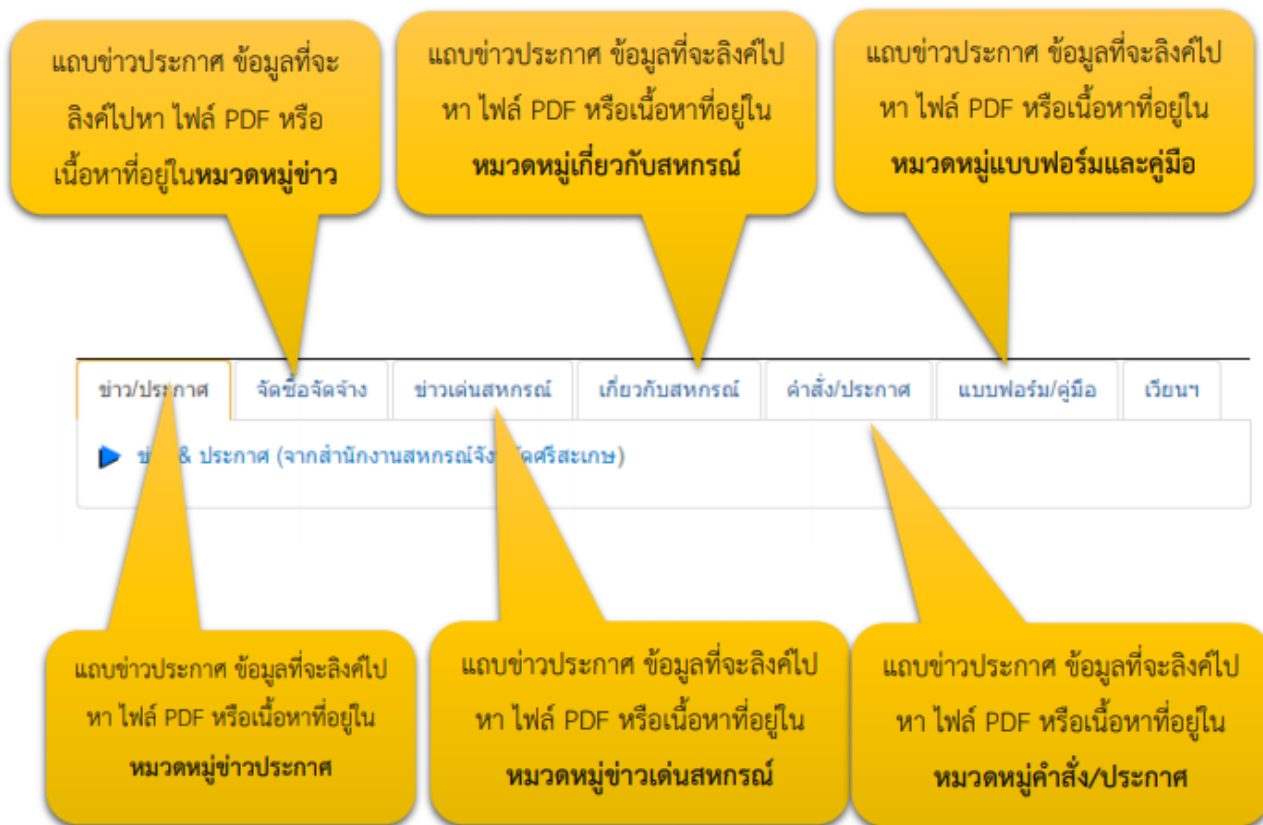 แถบข่าวประกาศ ข้อมูลที่จะ
ลิงค์ไปหา ไฟล์ PDF หรือ
เนื้อหาที่อยู่ในหมวดหมู่ข่าว
แถบข่าวประกาศ ข้อมูลที่จะลิงค์ไป
หา ไฟล์ PDF หรือเนื้อหาที่อยู่ใน
หมวดหมู่เกี่ยวกับสหกรณ์
แถบข่าวประกาศ ข้อมูลที่จะลิงค์ไป
หา ไฟล์ PDF หรือเนื้อหาที่อยู่ใน
หมวดหมู่แบบฟอร์มและคู่มือ
ข่าว/ประกาศ จัดซื้อจัดจ้าง ข่าวเด่นสหกรณ์ เกี่ยวกับสหกรณ์ คำสั่ง/ประกาศ แบบฟอร์ม/คู่มือ เวียนฯ
& ประกาศ (จากสำนักงานสหกรณ์จังหวัดศรีสะเกษ)
แถบข่าวประกาศ ข้อมูลที่จะลิงค์ไป
หา ไฟล์ PDF หรือเนื้อหาที่อยู่ใน
หมวดหมู่ข่าวประกาศ
แถบข่าวประกาศ ข้อมูลที่จะลิงค์ไป
หา ไฟล์ PDF หรือเนื้อหาที่อยู่ใน
หมวดหมู่ข่าวเด่นสหกรณ์
แถบข่าวประกาศ ข้อมูลที่จะลิงค์ไป
หา ไฟล์ PDF หรือเนื้อหาที่อยู่ใน
หมวดหมู่คำสั่ง/ประกาศ